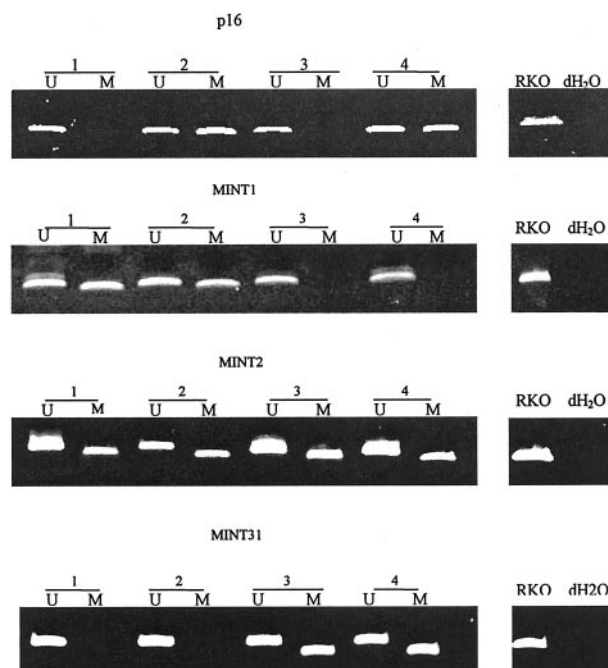 p16
1 2 3 4
U M U M U M U M RKO dH₂O
MINT1
1 2 3 4
U M U M U M U M RKO dH₂O
MINT2
1 2 3 4
U M U M U M U M RKO dH₂O
MINT31
1 2 3 4
U M U M U M U M RKO dH2O